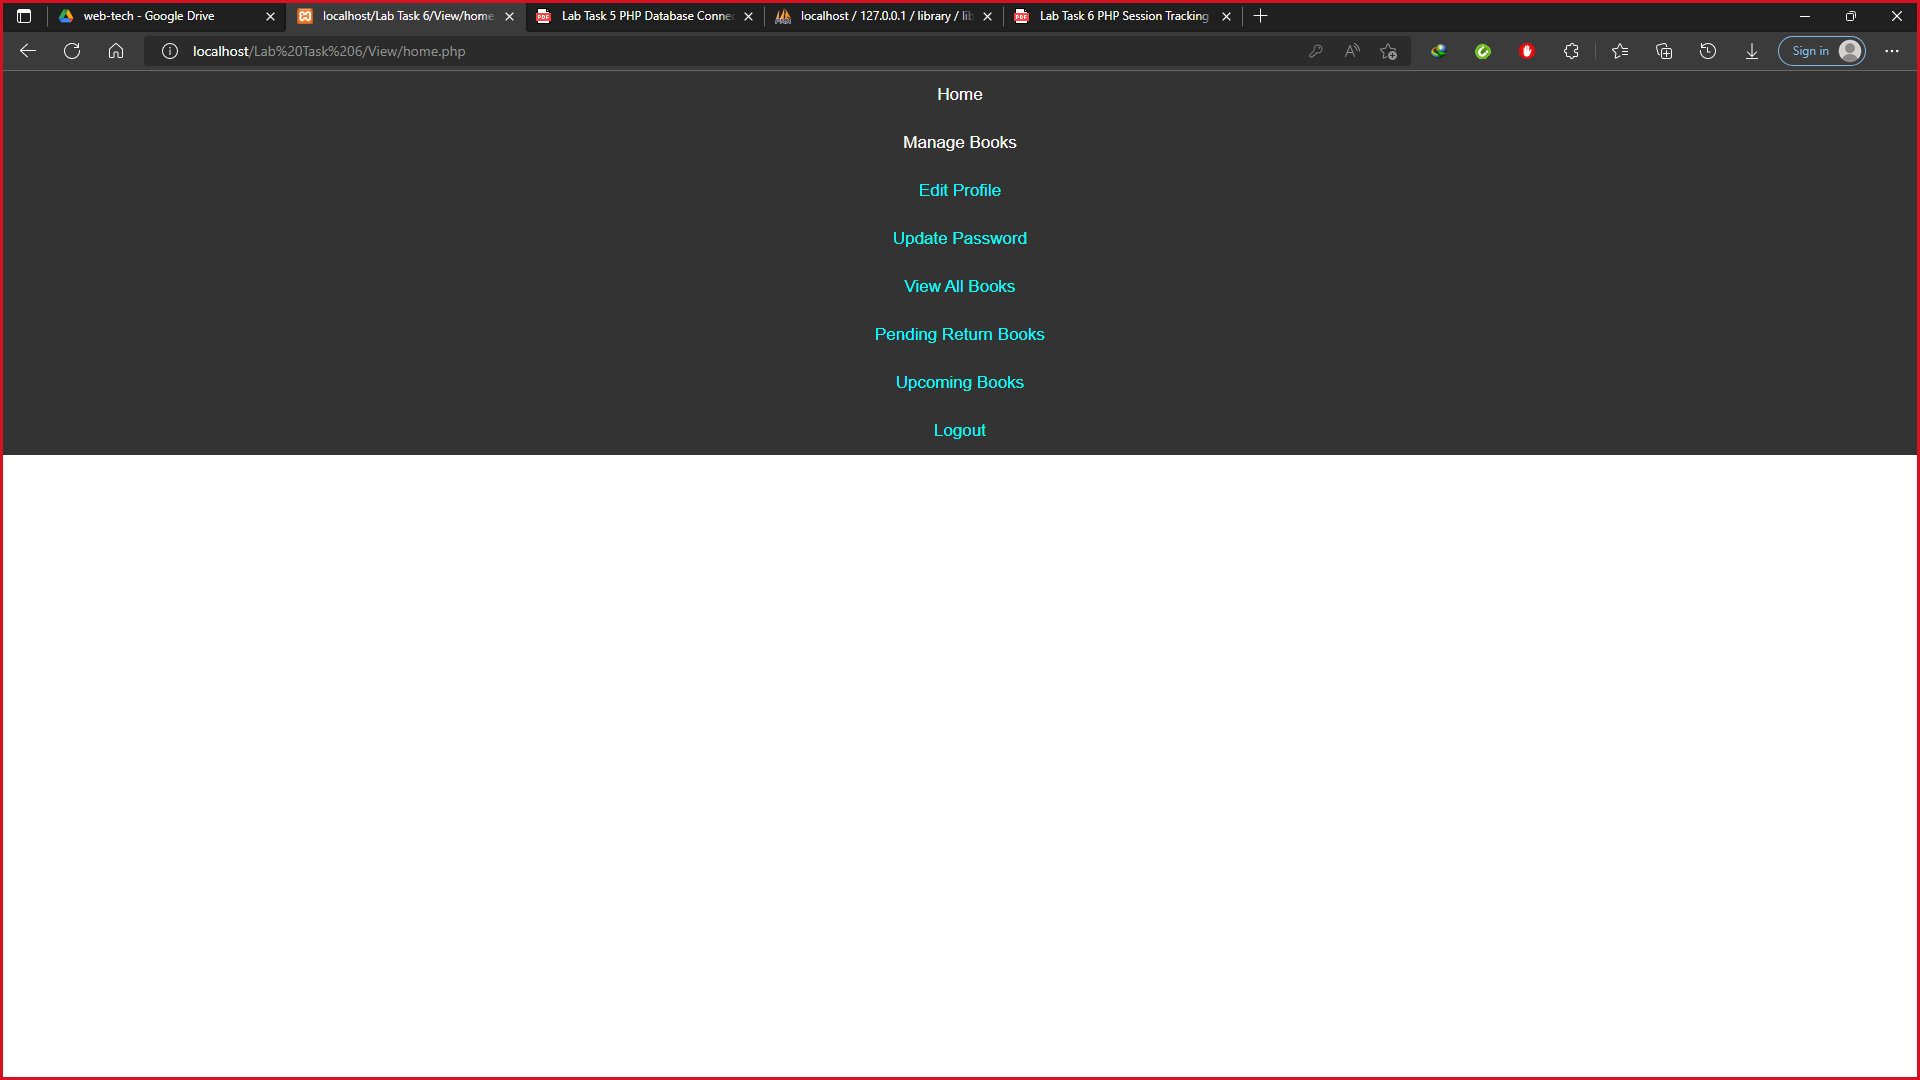 web-tech - Google Drive
localhost/Lab Task 6/View/home.
Lab Task 5 PHP Database Connec
localhost / 127.0.0.1 / library / lib
Lab Task 6 PHP Session Tracking
localhost/Lab%20Task%206/View/home.php
Sign in
Home
Manage Books
Edit Profile
Update Password
View All Books
Pending Return Books
Upcoming Books
Logout